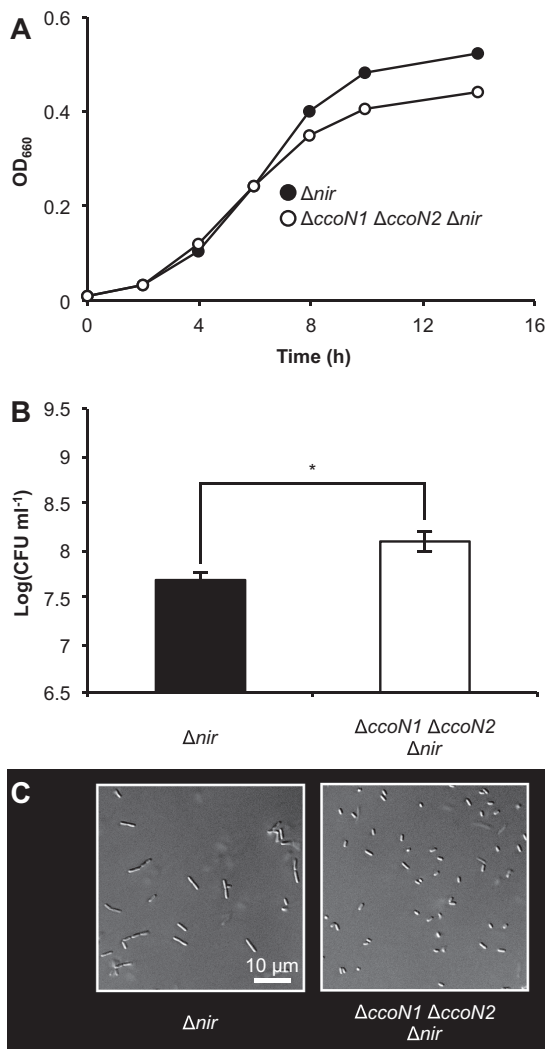 A
0.6
0.4
0.2
0
OD660
Δnir
ΔccoN1 ΔccoN2 Δnir
0 4 8 12 16
Time (h)
B
9.5
9
8.5
8
7.5
7
6.5
Log(CFU ml-1)
*
Δnir
ΔccoN1 ΔccoN2
Δnir
C
10 µm
Δnir
ΔccoN1 ΔccoN2
Δnir